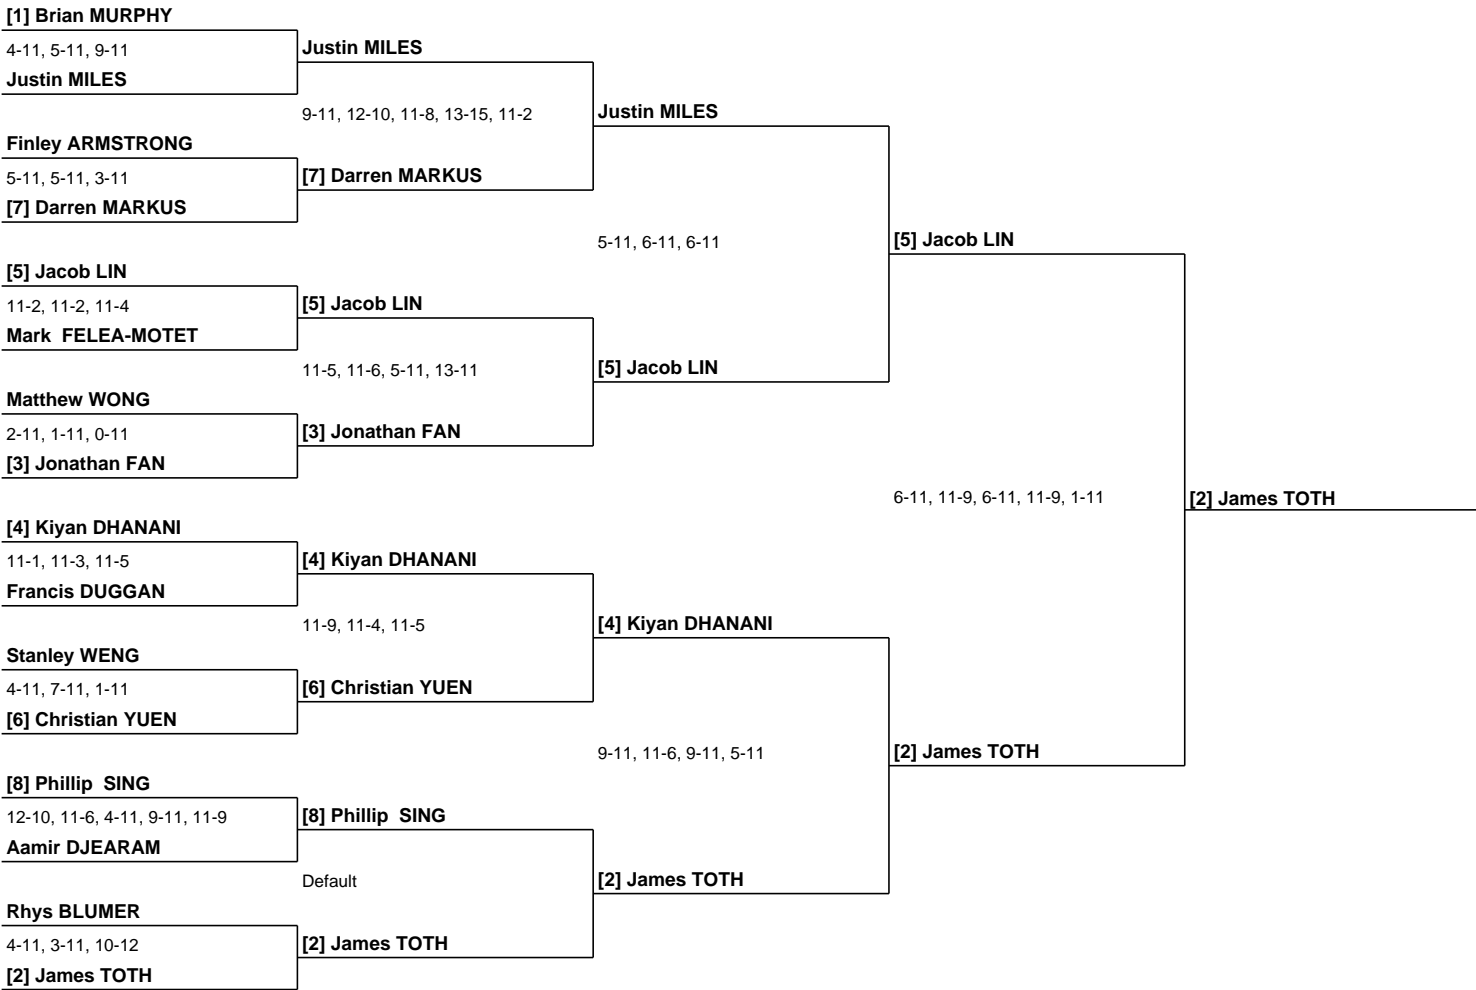 [1] Brian MURPHY
4-11, 5-11, 9-11
Justin MILES
Finley ARMSTRONG
5-11, 5-11, 3-11
[7] Darren MARKUS
[5] Jacob LIN
11-2, 11-2, 11-4
Mark  FELEA-MOTET
Matthew WONG
2-11, 1-11, 0-11
[3] Jonathan FAN
[4] Kiyan DHANANI
11-1, 11-3, 11-5
Francis DUGGAN
Stanley WENG
4-11, 7-11, 1-11
[6] Christian YUEN
[8] Phillip  SING
12-10, 11-6, 4-11, 9-11, 11-9
Aamir DJEARAM
Rhys BLUMER
4-11, 3-11, 10-12
[2] James TOTH
Justin MILES
9-11, 12-10, 11-8, 13-15, 11-2
[7] Darren MARKUS
[5] Jacob LIN
11-5, 11-6, 5-11, 13-11
[3] Jonathan FAN
[4] Kiyan DHANANI
11-9, 11-4, 11-5
[6] Christian YUEN
[8] Phillip  SING
Default
[2] James TOTH
Justin MILES
5-11, 6-11, 6-11
[5] Jacob LIN
[4] Kiyan DHANANI
9-11, 11-6, 9-11, 5-11
[2] James TOTH
[5] Jacob LIN
6-11, 11-9, 6-11, 11-9, 1-11
[2] James TOTH
[2] James TOTH